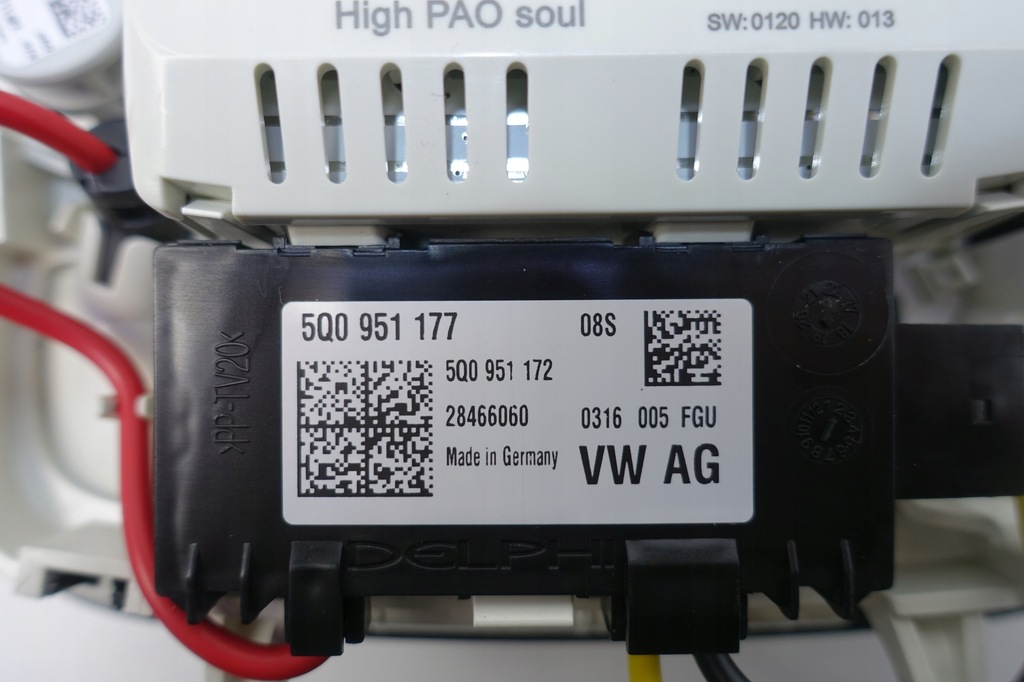 High PAO soul
SW:0120 HW: 013
5Q0 951 177
08S
5Q0 951 172
28466060
0316 005 FGU
Made in Germany
VW AG
>PP-TV20<
DELPHI